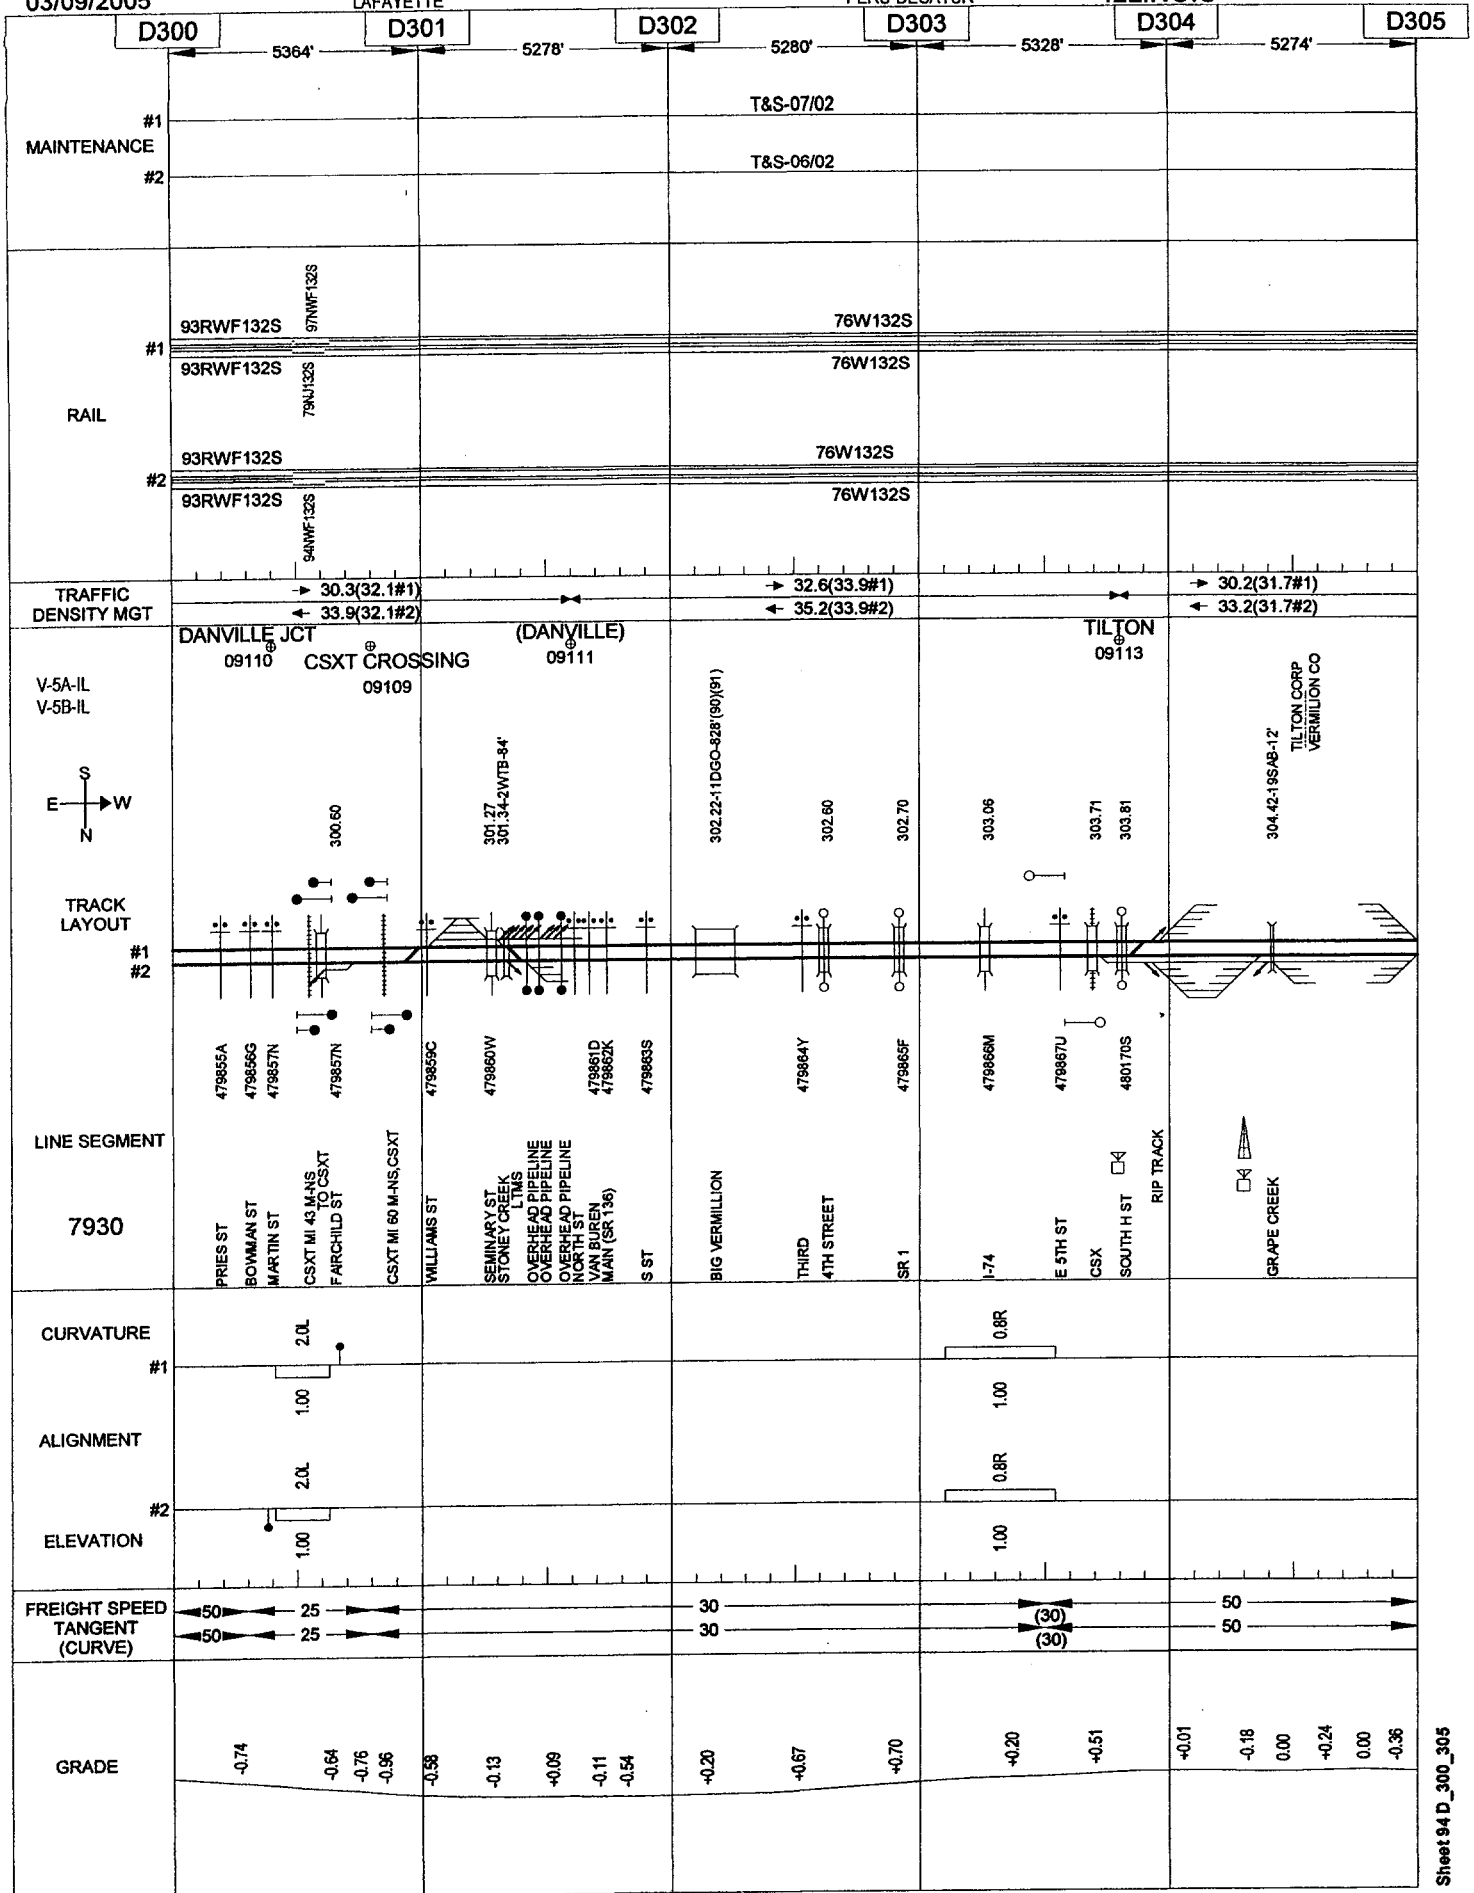 03/09/2005
LAFAYETTE
PERU-DECATUR
ILLINOIS
D300 D301 D302 D303 D304 D305
5364' 5278' 5280' 5328' 5274'
MAINTENANCE
#1
T&S-07/02
#2
T&S-06/02
RAIL
93RWF132S 97NWF132S 76W132S
#1
93RWF132S 79NJ132S 76W132S
93RWF132S 76W132S
#2
93RWF132S 94NWF132S 76W132S
TRAFFIC
DENSITY MGT
30.3(32.1#1) 32.6(33.9#1) 30.2(31.7#1)
33.9(32.1#2) 35.2(33.9#2) 33.2(31.7#2)
DANVILLE JCT
09110
CSXT CROSSING
09109
(DANVILLE)
09111
TILTON
09113
V-5A-IL
V-5B-IL
S
E W
N
300.60
301.27
301.34-2WTB-84'
302.22-11DGO-828'(90)(91)
302.60
302.70
303.06
303.71
303.81
304.42-19SAB-12'
TILTON CORP
VERMILION CO
TRACK
LAYOUT
#1
#2
479855A
479856G
479857N
479857N
479859C
479860W
479861D
479862K
479863S
479864Y
479865F
479866M
479867U
480170S
LINE SEGMENT
7930
PRIES ST
BOWMAN ST
MARTIN ST
CSXT MI 43 M-NS
TO CSXT
FAIRCHILD ST
CSXT MI 60 M-NS,CSXT
WILLIAMS ST
SEMINARY ST
STONEY CREEK
LTMS
OVERHEAD PIPELINE
OVERHEAD PIPELINE
OVERHEAD PIPELINE
NORTH ST
VAN BUREN
MAIN (SR 136)
S ST
BIG VERMILLION
THIRD
4TH STREET
SR 1
I-74
E 5TH ST
CSX
SOUTH H ST
RIP TRACK
GRAPE CREEK
CURVATURE
#1
2.0L 0.8R
1.00 1.00
ALIGNMENT
#2
2.0L 0.8R
1.00 1.00
ELEVATION
FREIGHT SPEED
TANGENT
(CURVE)
50 25 30 (30) 50
50 25 30 (30) 50
GRADE
-0.74 -0.64 -0.76 -0.96 -0.58 -0.13 +0.09 -0.11 -0.54 +0.20 +0.67 +0.70 +0.20 +0.51 +0.01 -0.18 0.00 +0.24 0.00 -0.36
Sheet 94 D_300_305